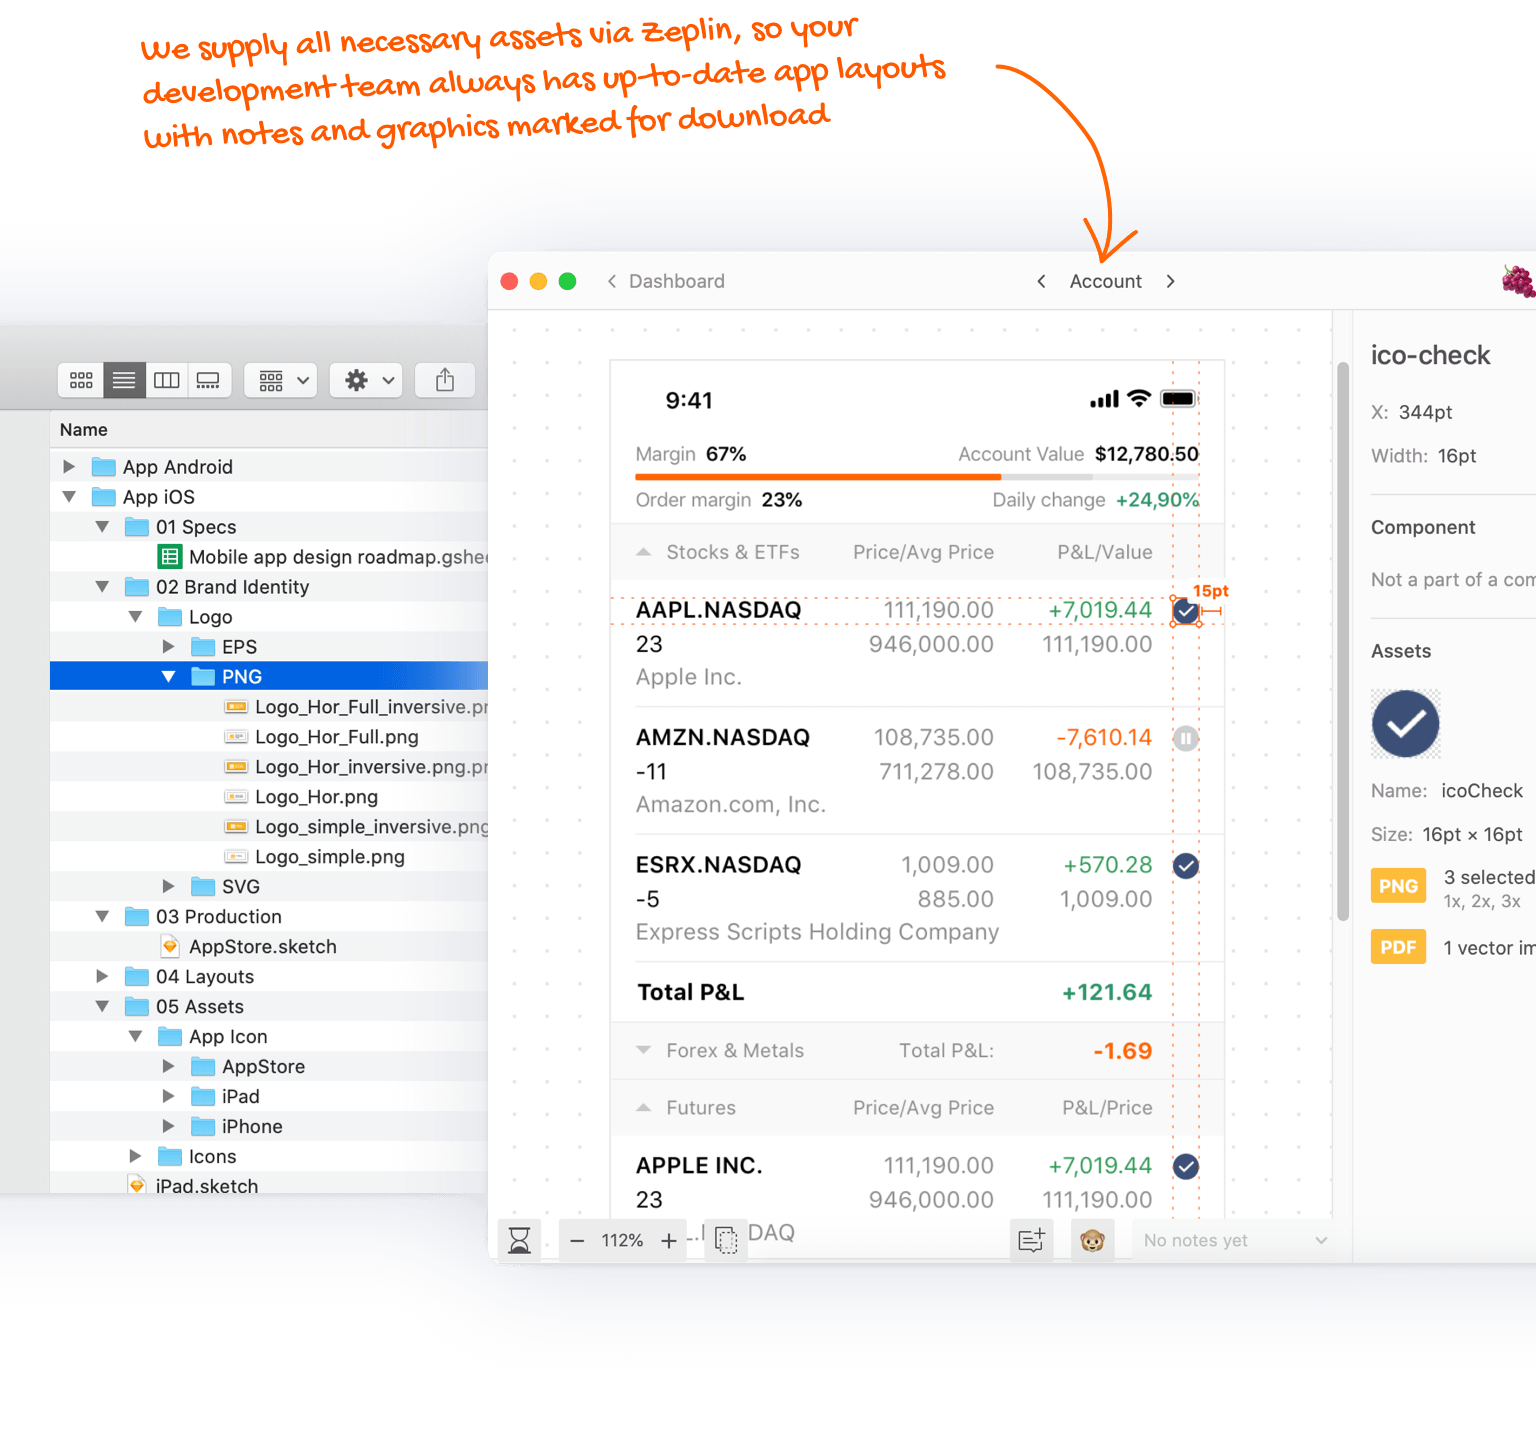 We supply all necessary assets via Zeplin, so your
development team always has up-to-date app layouts
with notes and graphics marked for download
Name
App Android
App iOS
01 Specs
Mobile app design roadmap.gshee
02 Brand Identity
Logo
EPS
PNG
Logo_Hor_Full_inversive.pn
Logo_Hor_Full.png
Logo_Hor_inversive.png.pn
Logo_Hor.png
Logo_simple_inversive.png
Logo_simple.png
SVG
03 Production
AppStore.sketch
04 Layouts
05 Assets
App Icon
AppStore
iPad
iPhone
Icons
iPad.sketch
Dashboard
Account
9:41
Margin 67% Account Value $12,780.50
Order margin 23% Daily change +24,90%
Stocks & ETFs Price/Avg Price P&L/Value
15pt
AAPL.NASDAQ 111,190.00 +7,019.44
23 946,000.00 111,190.00
Apple Inc.
AMZN.NASDAQ 108,735.00 -7,610.14
-11 711,278.00 108,735.00
Amazon.com, Inc.
ESRX.NASDAQ 1,009.00 +570.28
-5 885.00 1,009.00
Express Scripts Holding Company
Total P&L +121.64
Forex & Metals Total P&L: -1.69
Futures Price/Avg Price P&L/Price
APPLE INC. 111,190.00 +7,019.44
23 946,000.00 111,190.00
DAQ
112%
No notes yet
ico-check
X: 344pt
Width: 16pt
Component
Not a part of a com
Assets
Name: icoCheck
Size: 16pt × 16pt
PNG 3 selected
1x, 2x, 3x
PDF 1 vector im